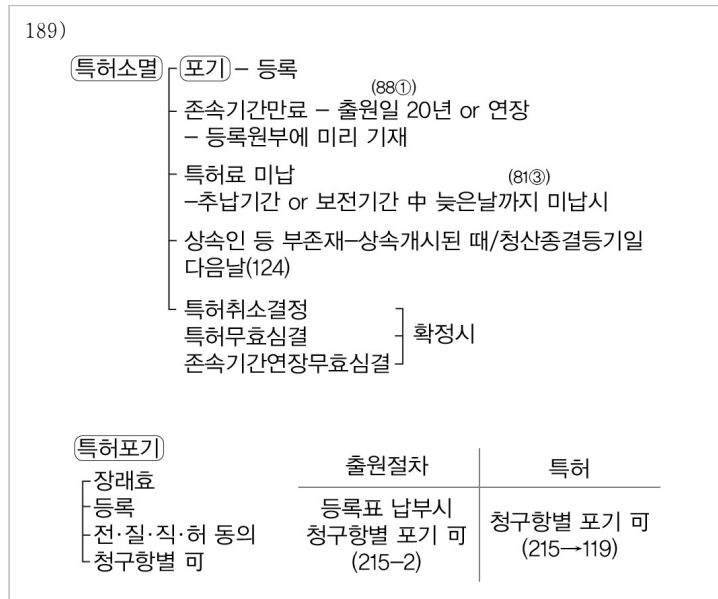 189)
특허소멸 포기 – 등록
(88①)
존속기간만료 – 출원일 20년 or 연장
– 등록원부에 미리 기재
특허료 미납 (81③)
–추납기간 or 보전기간 中 늦은날까지 미납시
상속인 등 부존재–상속개시된 때/청산종결등기일
다음날(124)
특허취소결정
특허무효심결 확정시
존속기간연장무효심결
특허포기
장래효
등록
전·질·직·허 동의
청구항별 可
출원절차 특허
등록표 납부시
청구항별 포기 可
(215–2)
청구항별 포기 可
(215→119)